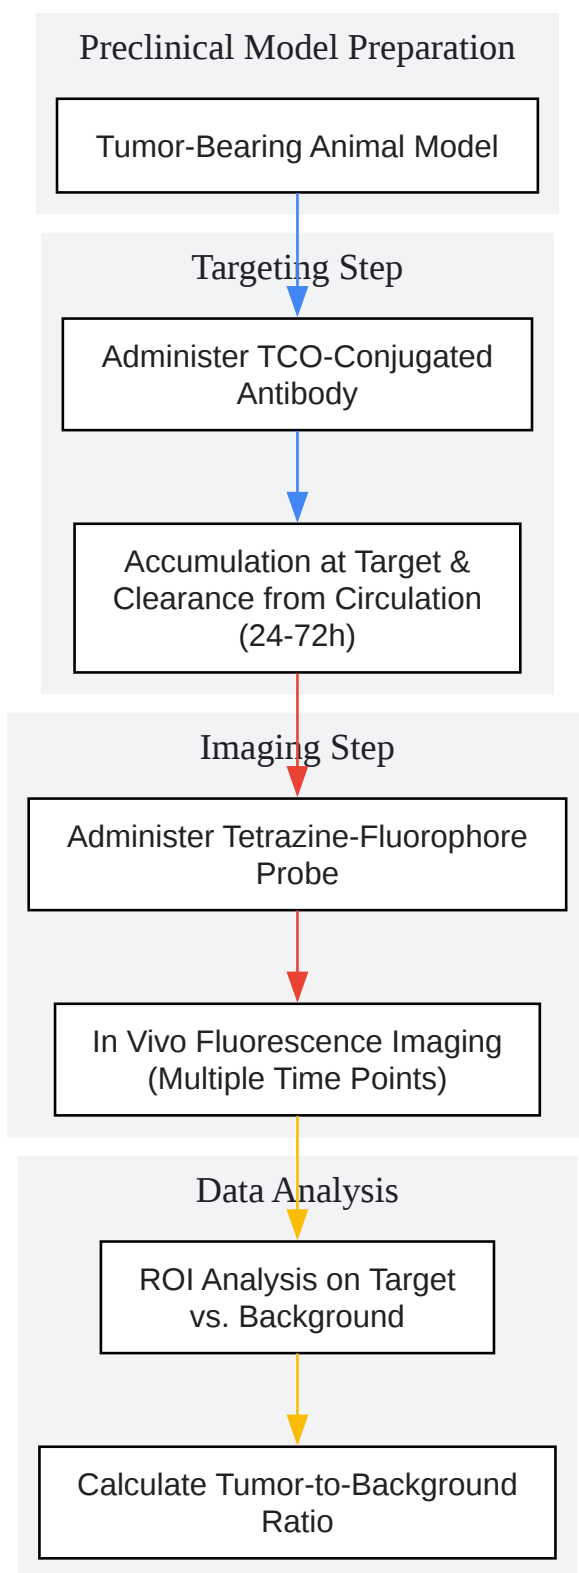 Preclinical Model Preparation
Tumor-Bearing Animal Model
Targeting Step
Administer TCO-Conjugated
Antibody
Accumulation at Target &
Clearance from Circulation
(24-72h)
Imaging Step
Administer Tetrazine-Fluorophore
Probe
In Vivo Fluorescence Imaging
(Multiple Time Points)
Data Analysis
ROI Analysis on Target
vs. Background
Calculate Tumor-to-Background
Ratio